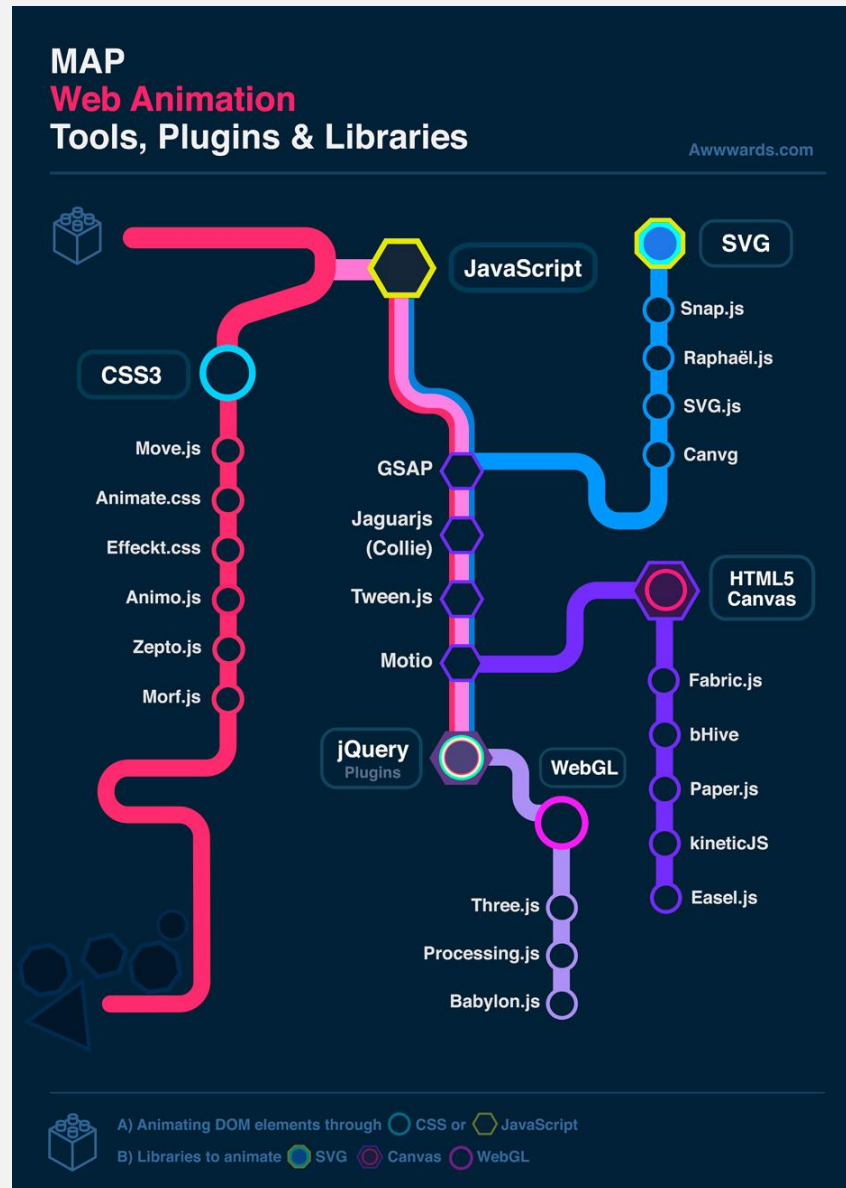 MAP
Web Animation
Tools, Plugins & Libraries
Awwwards.com
JavaScript
SVG
Snap.js
Raphaël.js
SVG.js
Canvg
CSS3
Move.js
Animate.css
Effeckt.css
Animo.js
Zepto.js
Morf.js
GSAP
Jaguarjs
(Collie)
Tween.js
Motio
jQuery
Plugins
HTML5
Canvas
Fabric.js
bHive
Paper.js
kineticJS
Easel.js
WebGL
Three.js
Processing.js
Babylon.js
A) Animating DOM elements through CSS or JavaScript
B) Libraries to animate SVG Canvas WebGL